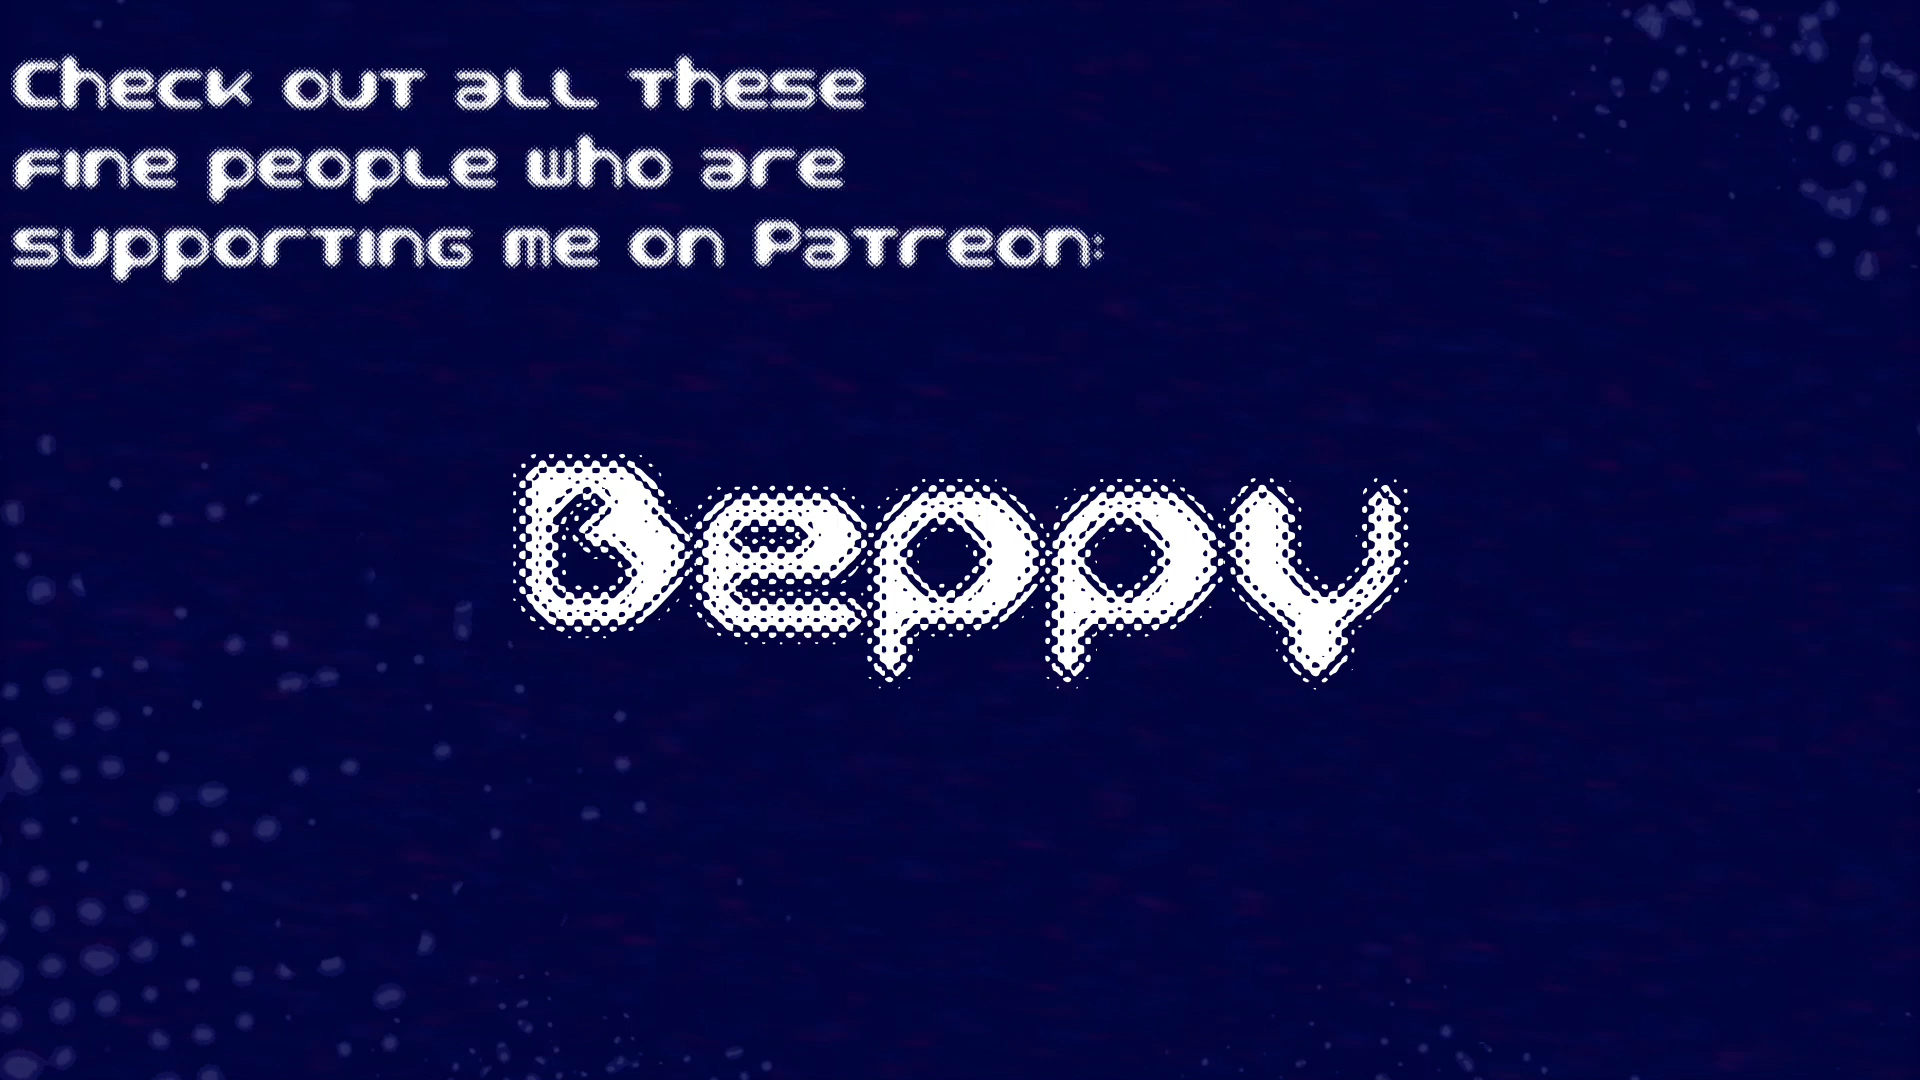 Check out all these
fine people who are
supporting me on Patreon:
Beppy